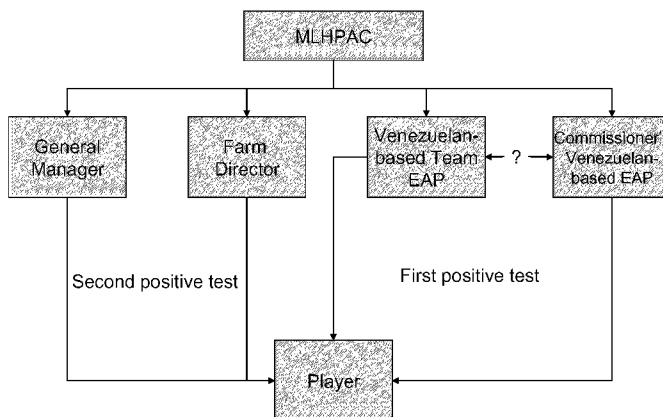 MLHPAC
General
Manager
Farm
Director
Venezuelan-
based Team
EAP
?
Commissioner
Venezuelan-
based EAP
Second positive test
First positive test
Player